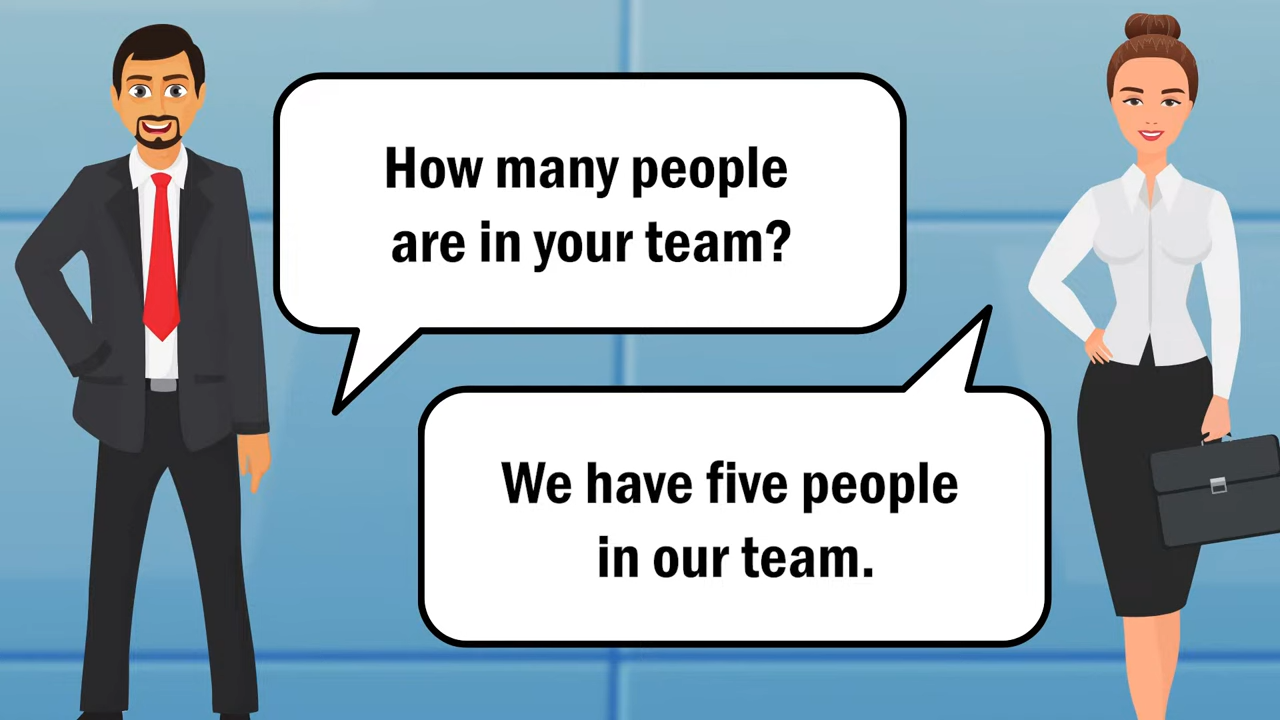 How many people
are in your team?
We have five people
in our team.